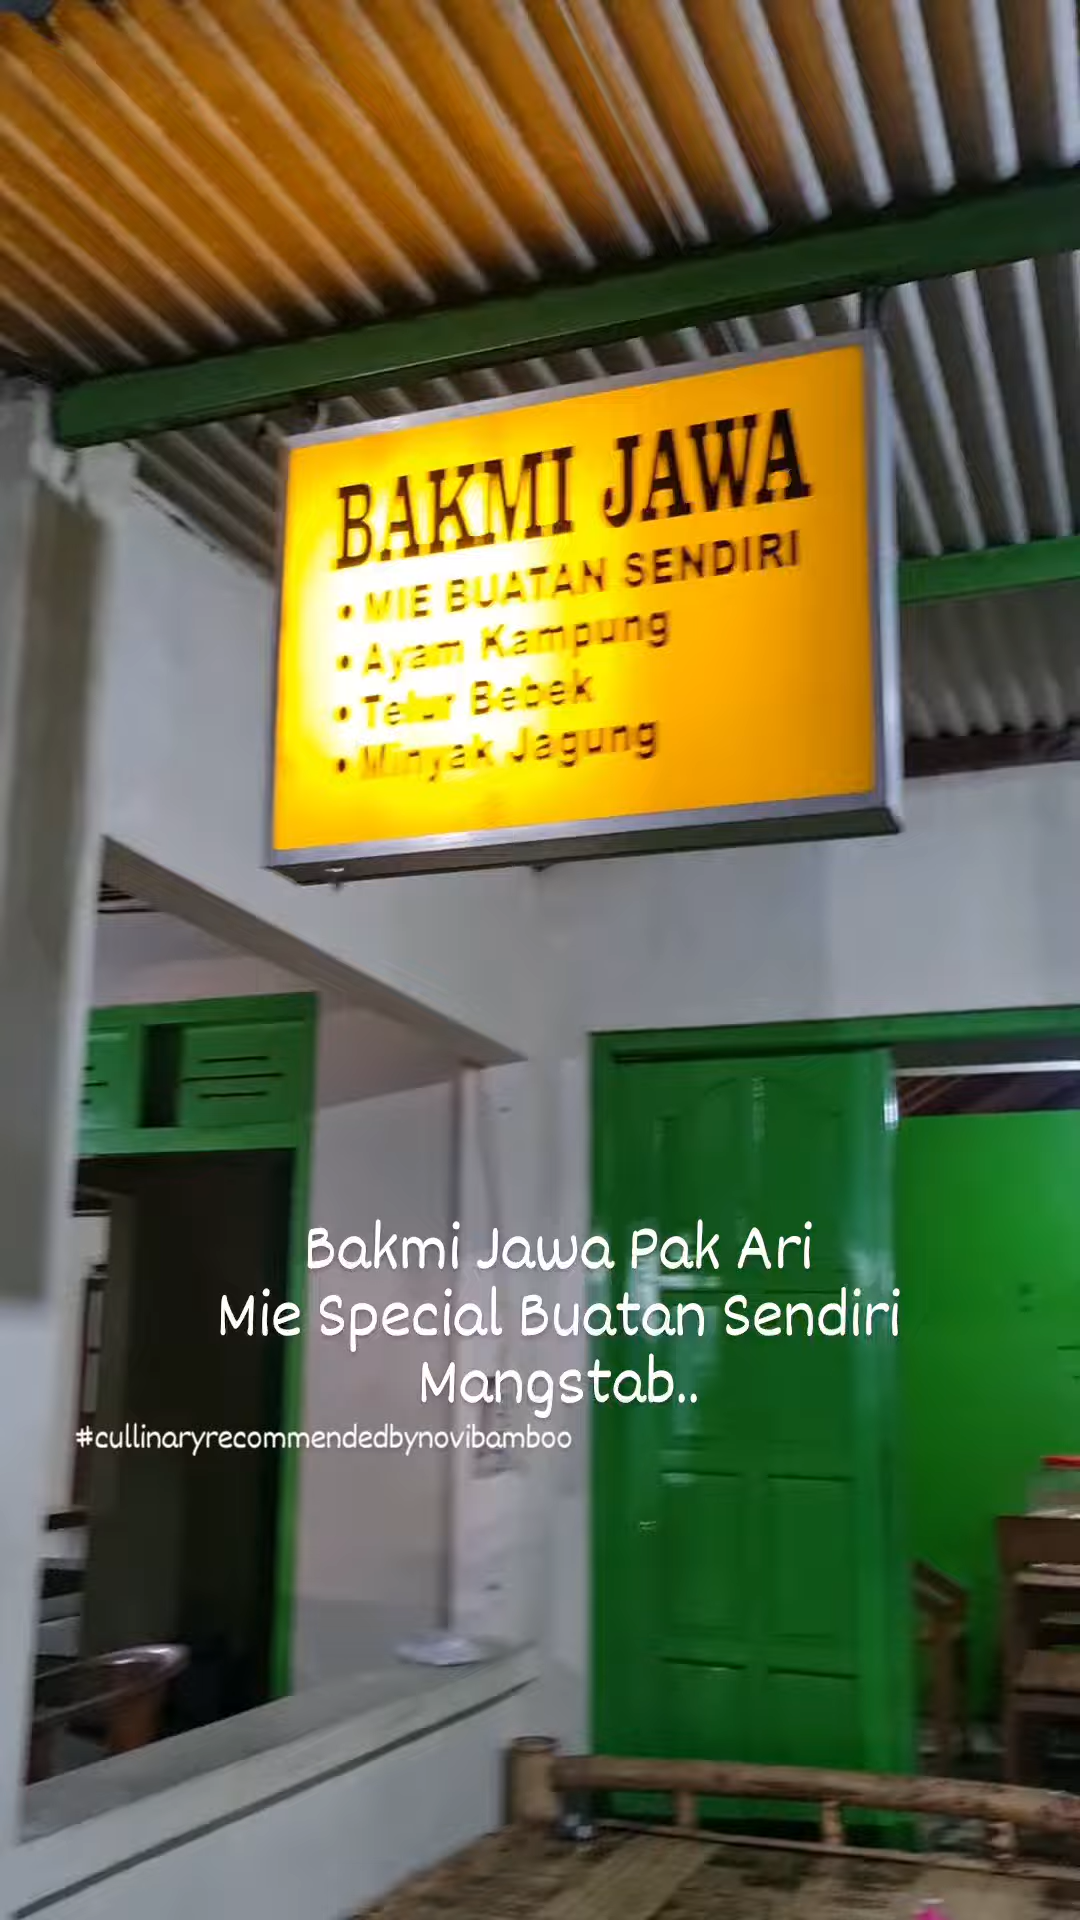 BAKMI JAWA
• MIE BUATAN SENDIRI
• Ayam Kampung
• Telur Bebek
• Minyak Jagung
Bakmi Jawa Pak Ari
Mie Special Buatan Sendiri
Mangstab..
#cullinaryrecommendedbynovibamboo